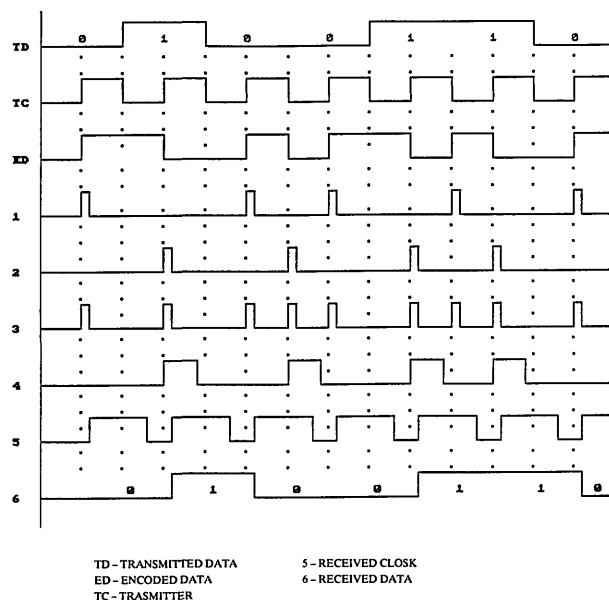 0 1 0 0 1 1 0
TD
TC
ED
1
2
3
4
5
0 1 0 0 1 1 0
6
TD – TRANSMITTED DATA
ED – ENCODED DATA
TC – TRASMITTER
5 – RECEIVED CLOSK
6 – RECEIVED DATA